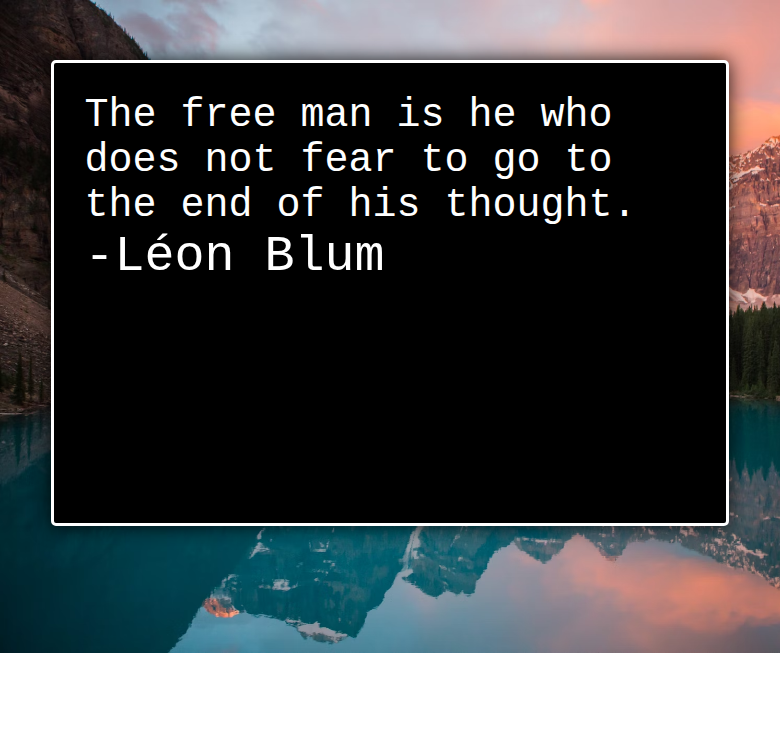 The free man is he who
does not fear to go to
the end of his thought.
-Léon Blum